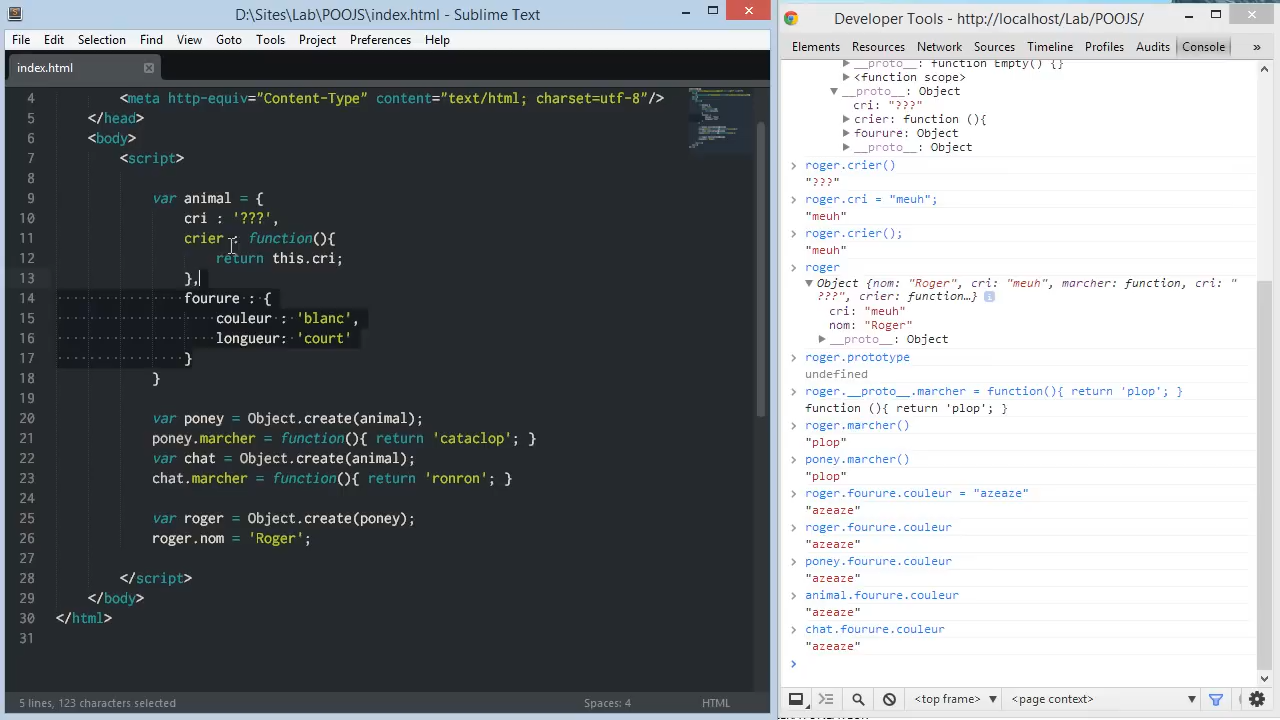 D:\Sites\Lab\POOJS\index.html - Sublime Text
File Edit Selection Find View Goto Tools Project Preferences Help
index.html
4 <meta http-equiv="Content-Type" content="text/html; charset=utf-8"/>
5 </head>
6 <body>
7 <script>
8
9 var animal = {
10 cri : '???',
11 crier : function(){
12 return this.cri;
13 },
14 fourure : {
15 couleur : 'blanc',
16 longueur: 'court'
17 }
18 }
19
20 var poney = Object.create(animal);
21 poney.marcher = function(){ return 'cataclop'; }
22 var chat = Object.create(animal);
23 chat.marcher = function(){ return 'ronron'; }
24
25 var roger = Object.create(poney);
26 roger.nom = 'Roger';
27
28 </script>
29 </body>
30 </html>
31
5 lines, 123 characters selected Spaces: 4 HTML
Developer Tools - http://localhost/Lab/POOJS/
Elements Resources Network Sources Timeline Profiles Audits Console »
__proto__: function Empty() {}
<function scope>
__proto__: Object
cri: "???"
crier: function (){
fourure: Object
__proto__: Object
roger.crier()
"???"
roger.cri = "meuh";
"meuh"
roger.crier();
"meuh"
roger
Object {nom: "Roger", cri: "meuh", marcher: function, cri: "
???", crier: function…}
cri: "meuh"
nom: "Roger"
__proto__: Object
roger.prototype
undefined
roger.__proto__.marcher = function(){ return 'plop'; }
function (){ return 'plop'; }
roger.marcher()
"plop"
poney.marcher()
"plop"
roger.fourure.couleur = "azeaze"
"azeaze"
roger.fourure.couleur
"azeaze"
poney.fourure.couleur
"azeaze"
animal.fourure.couleur
"azeaze"
chat.fourure.couleur
"azeaze"
<top frame> <page context>